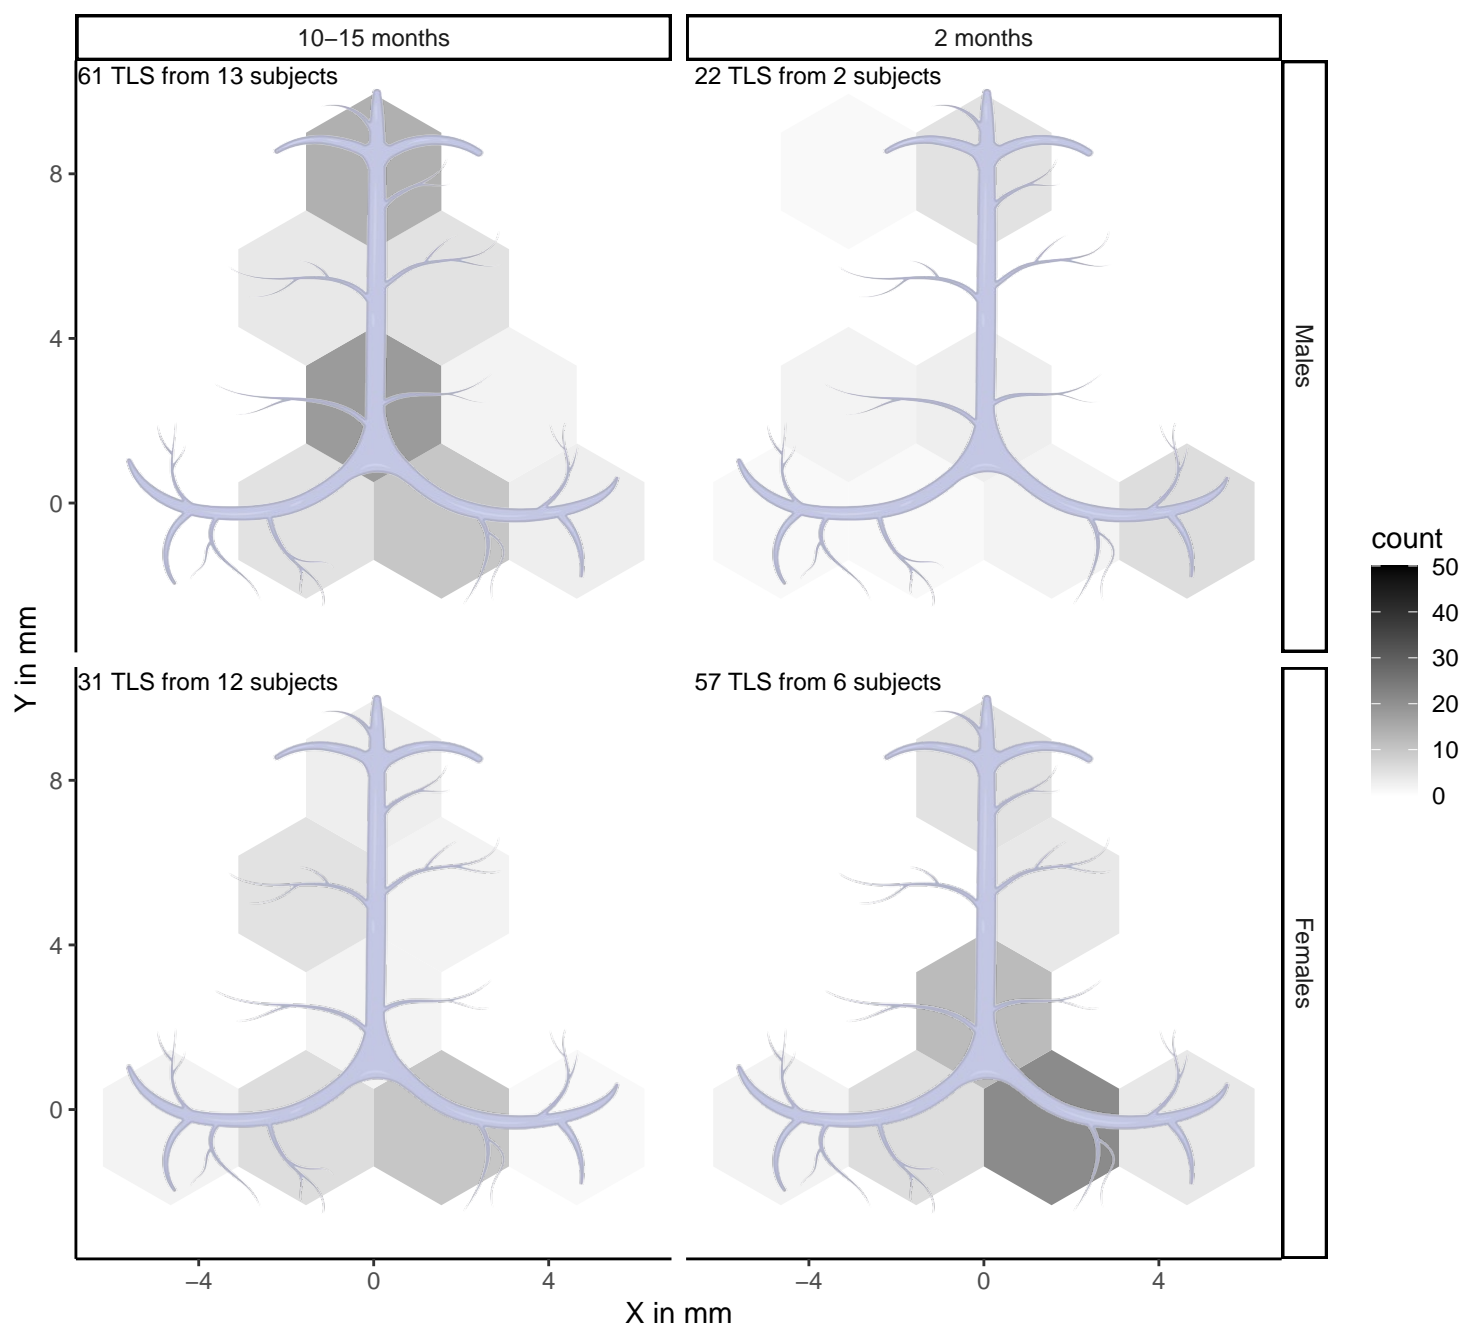 10–15 months
2 months
61 TLS from 13 subjects
22 TLS from 2 subjects
Males
8
4
0
31 TLS from 12 subjects
57 TLS from 6 subjects
Females
8
4
0
−4
0
4
−4
0
4
X in mm
Y in mm
count
50
40
30
20
10
0